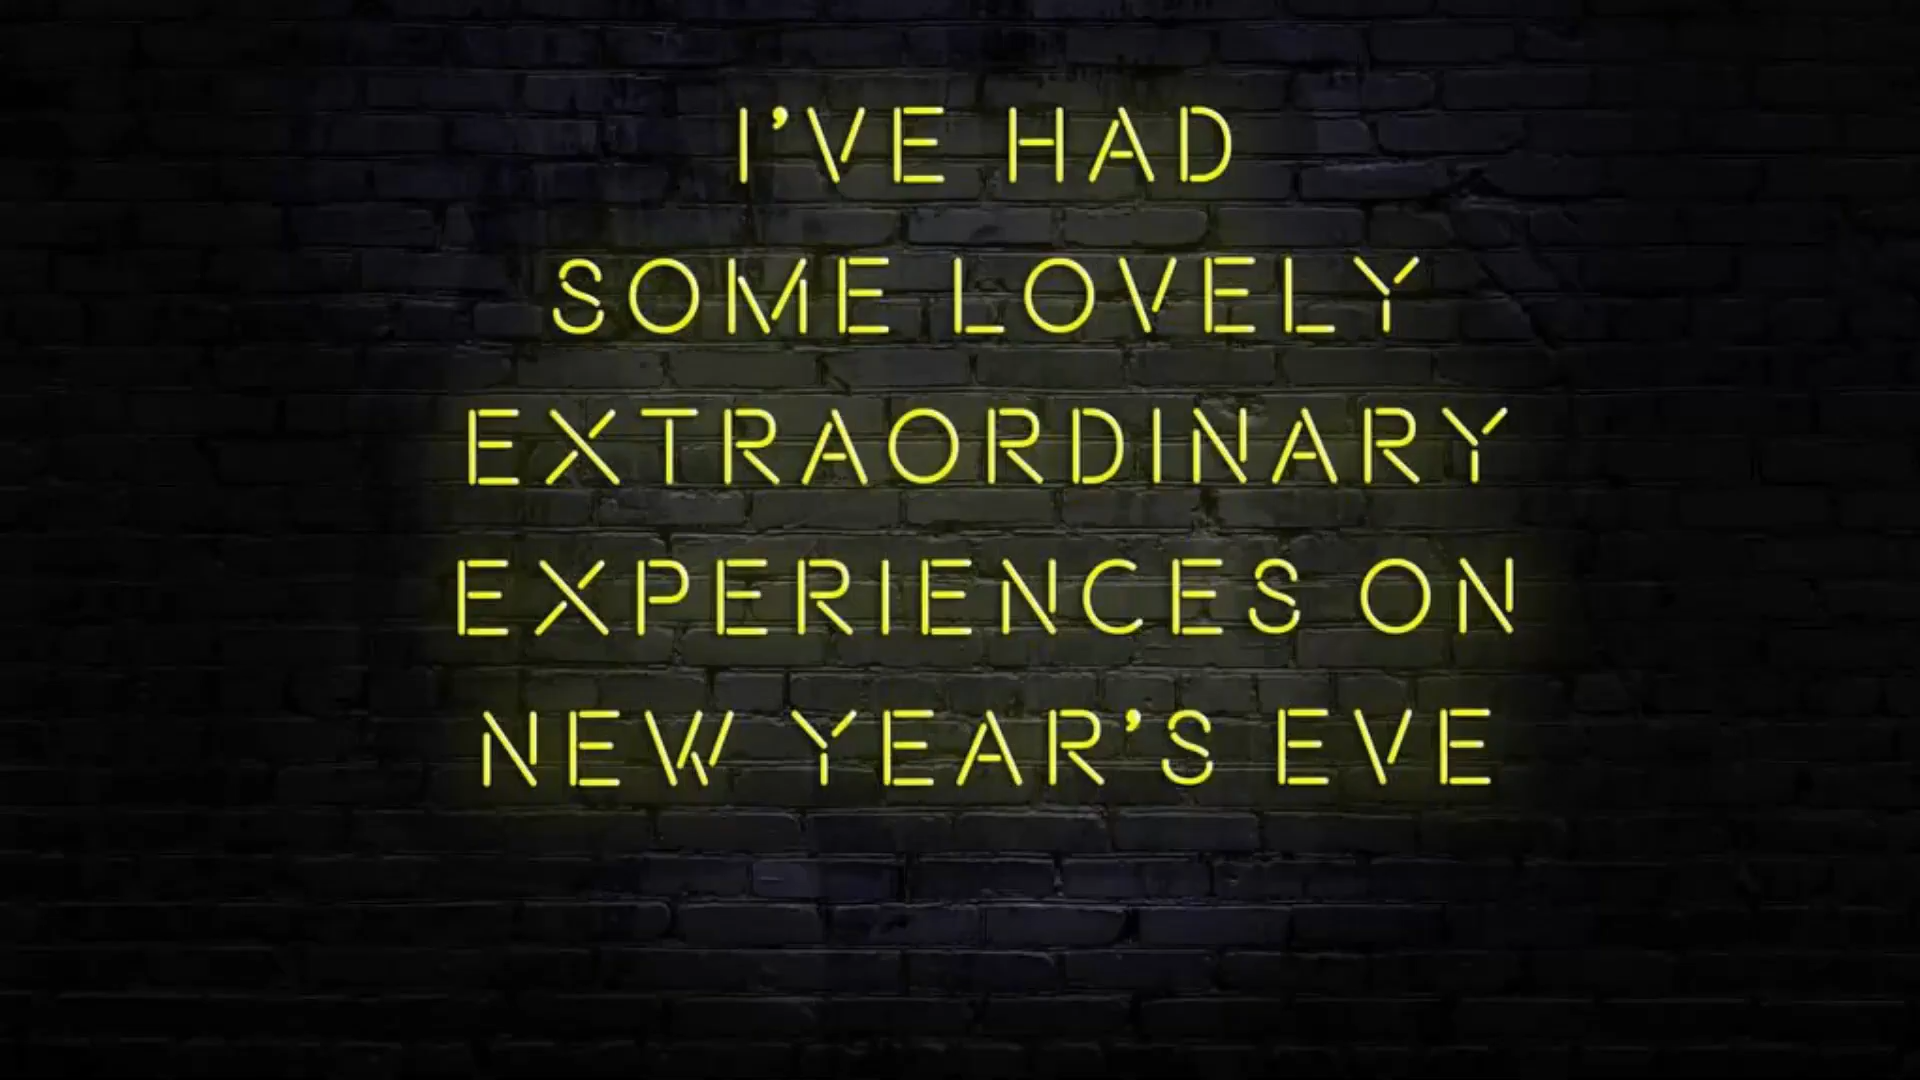 I'VE HAD
SOME LOVELY
EXTRAORDINARY
EXPERIENCES ON
NEW YEAR'S EVE